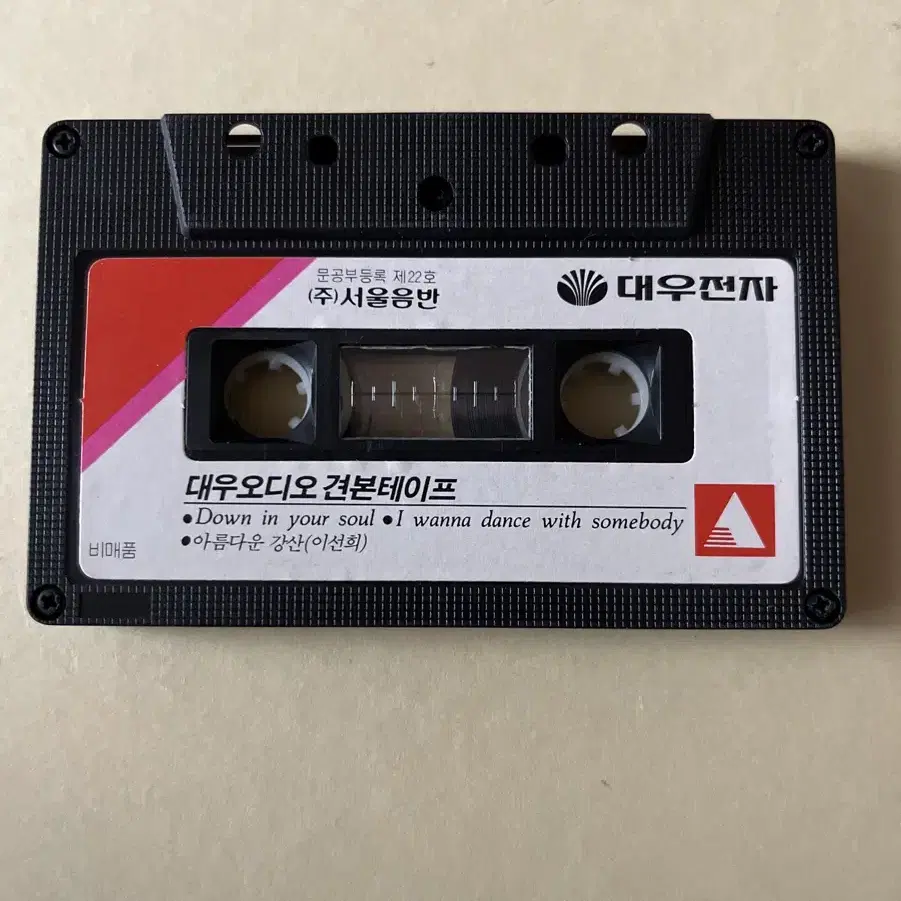 문공부등록 제22호
(주)서울음반
대우전자
대우오디오 견본테이프
•Down in your soul •I wanna dance with somebody
•아름다운 강산(이선희)
비매품
A